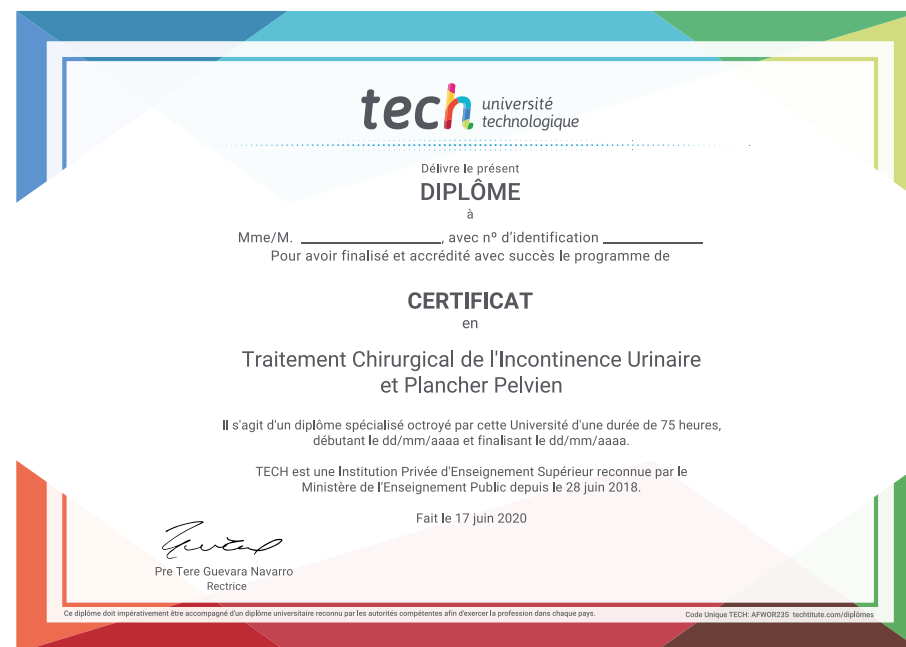 tech université
technologique
Délivre le présent
DIPLÔME
à
Mme/M. ____________________, avec nº d'identification ______________
Pour avoir finalisé et accrédité avec succès le programme de
CERTIFICAT
en
Traitement Chirurgical de l'Incontinence Urinaire
et Plancher Pelvien
Il s'agit d'un diplôme spécialisé octroyé par cette Université d'une durée de 75 heures,
débutant le dd/mm/aaaa et finalisant le dd/mm/aaaa.
TECH est une Institution Privée d'Enseignement Supérieur reconnue par le
Ministère de l'Enseignement Public depuis le 28 juin 2018.
Fait le 17 juin 2020
Pre Tere Guevara Navarro
Rectrice
Ce diplôme doit impérativement être accompagné d'un diplôme universitaire reconnu par les autorités compétentes afin d'exercer la profession dans chaque pays.
Code Unique TECH: AFWOR23S techtitute.com/diplômes